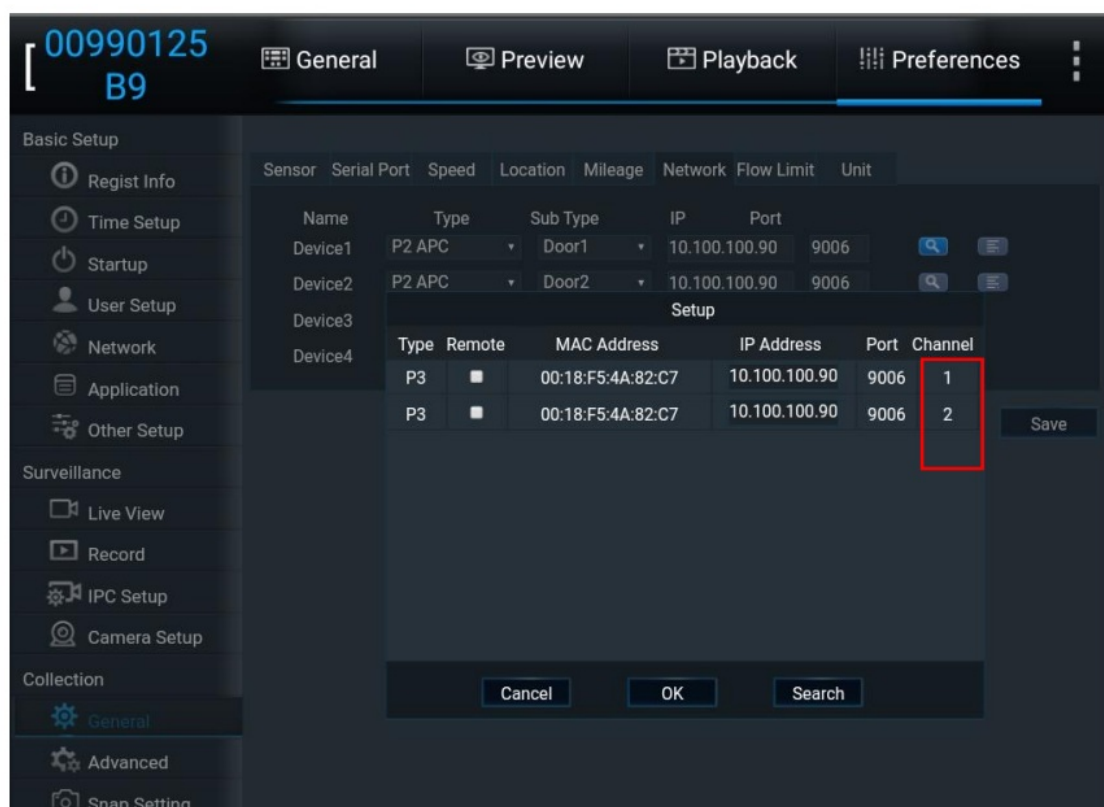 [ 00990125 B9
General Preview Playback Preferences
Basic Setup
Regist Info
Time Setup
Startup
User Setup
Network
Application
Other Setup
Surveillance
Live View
Record
IPC Setup
Camera Setup
Collection
General
Advanced
Snap Setting
Sensor Serial Port Speed Location Mileage Network Flow Limit Unit
Name Type Sub Type IP Port
Device1 P2 APC Door1 10.100.100.90 9006
Device2 P2 APC Door2 10.100.100.90 9006
Device3
Device4
Setup
Type Remote MAC Address IP Address Port Channel
P3 00:18:F5:4A:82:C7 10.100.100.90 9006 1
P3 00:18:F5:4A:82:C7 10.100.100.90 9006 2
Cancel OK Search
Save